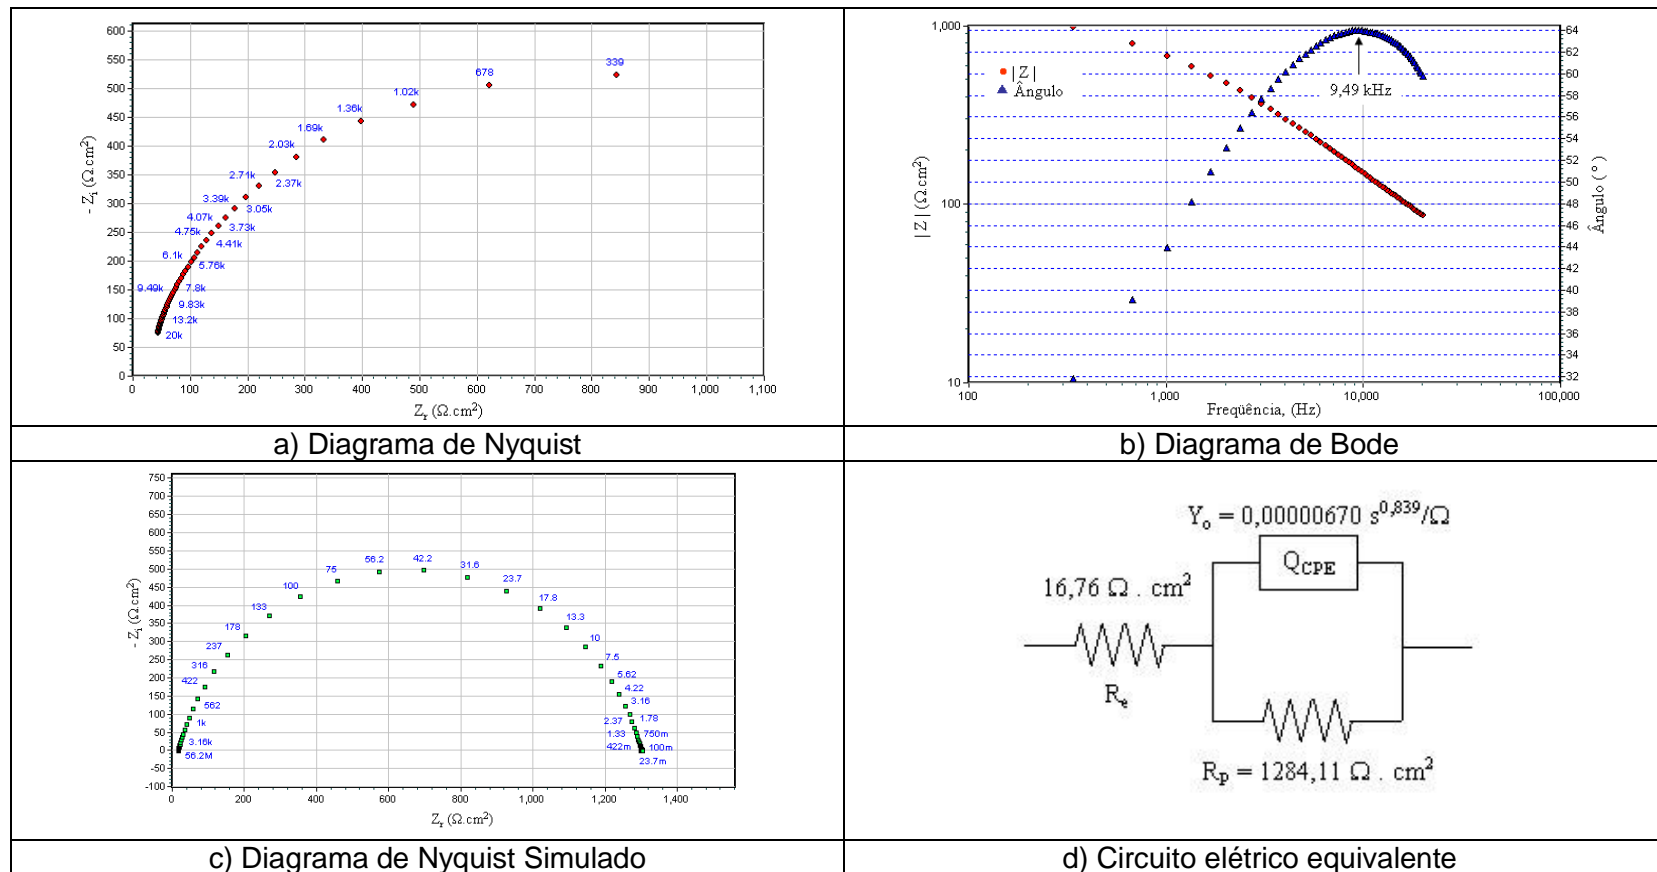 600
550
500
450
400
350
300
250
200
150
100
50
0
- Zi (Ω.cm²)
339
678
1.02k
1.36k
1.69k
2.03k
2.37k
2.71k
3.05k
3.39k
3.73k
4.07k
4.41k
4.75k
5.76k
6.1k
7.8k
9.49k
9.83k
13.2k
20k
0 100 200 300 400 500 600 700 800 900 1,000 1,100
Zr (Ω.cm²)
1,000
100
10
|Z| (Ω.cm²)
|Z|
Ângulo
9,49 kHz
64
62
60
58
56
54
52
50
48
46
44
42
40
38
36
34
32
Ângulo (°)
100 1,000 10,000 100,000
Freqüência, (Hz)
a) Diagrama de Nyquist
b) Diagrama de Bode
750
700
650
600
550
500
450
400
350
300
250
200
150
100
50
0
-50
-100
- Zi (Ω.cm²)
42.2
56.2
31.6
75
23.7
100
17.8
133
13.3
178
10
237
7.5
316
5.62
422
4.22
562
3.16
1k
2.37
1.78
3.16k
1.33
750m
422m
100m
56.2M
23.7m
0 200 400 600 800 1,000 1,200 1,400
Zr (Ω.cm²)
Yo = 0,00000670 s^0,839/Ω
QCPE
16,76 Ω . cm²
Re
RP = 1284,11 Ω . cm²
c) Diagrama de Nyquist Simulado
d) Circuito elétrico equivalente